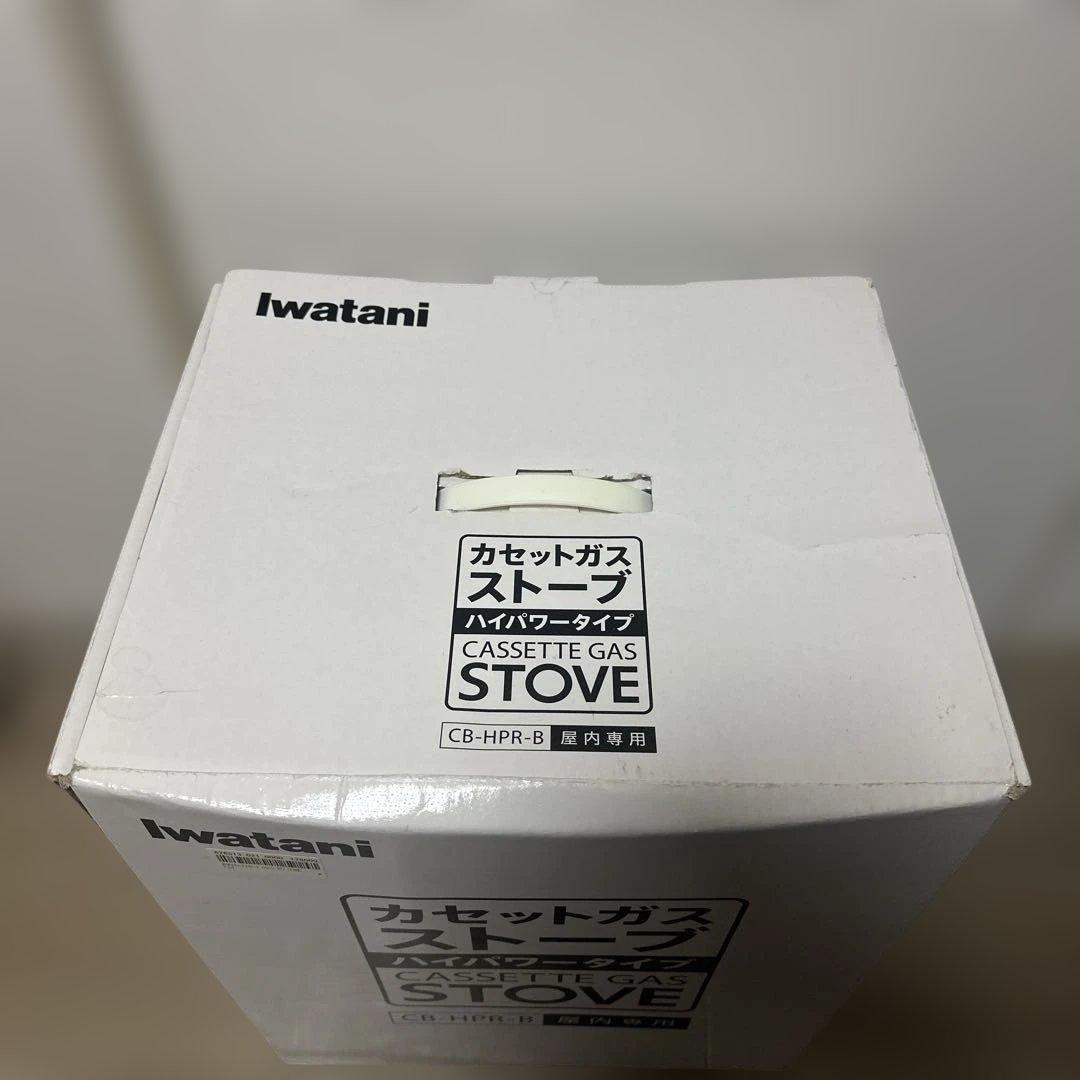 Iwatani
カセットガス
ストーブ
ハイパワータイプ
CASSETTE GAS
STOVE
CB-HPR-B 屋内専用
Iwatani
カセットガス
ストーブ
ハイパワータイプ
CASSETTE GAS
STOVE
CB-HPR-B 屋内専用